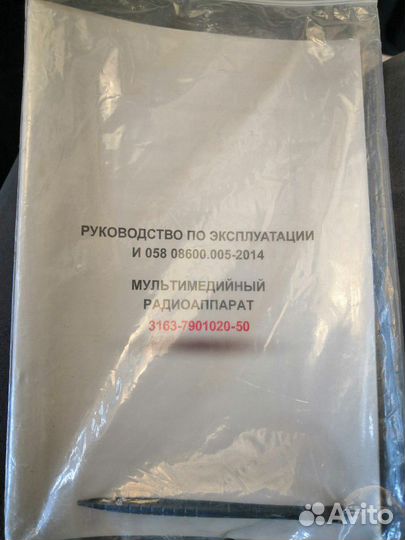 РУКОВОДСТВО ПО ЭКСПЛУАТАЦИИ
И 058 08600.005-2014
МУЛЬТИМЕДИЙНЫЙ
РАДИОАППАРАТ
3163-7901020-50
Avito